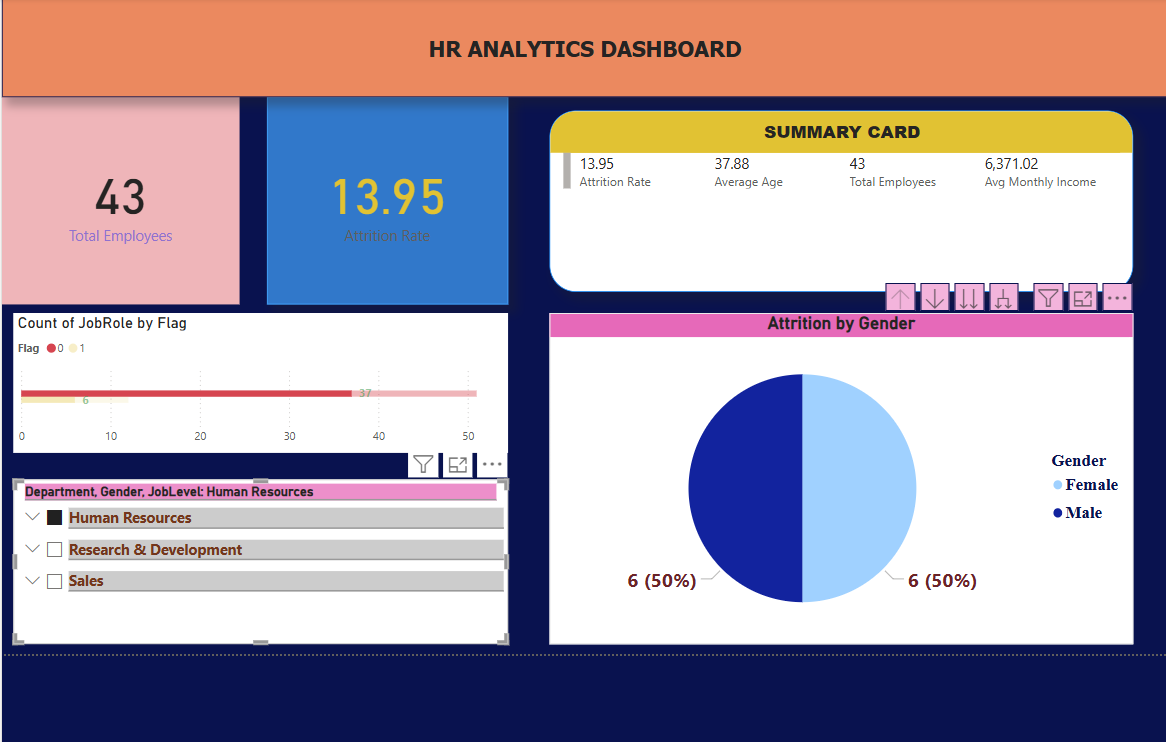 HR ANALYTICS DASHBOARD
43
Total Employees
13.95
Attrition Rate
SUMMARY CARD
13.95 37.88 43 6,371.02
Attrition Rate Average Age Total Employees Avg Monthly Income
Count of JobRole by Flag
Flag 0 1
37
6
0 10 20 30 40 50
Department, Gender, JobLevel: Human Resources
Human Resources
Research & Development
Sales
Attrition by Gender
Gender
Female
Male
6 (50%) 6 (50%)